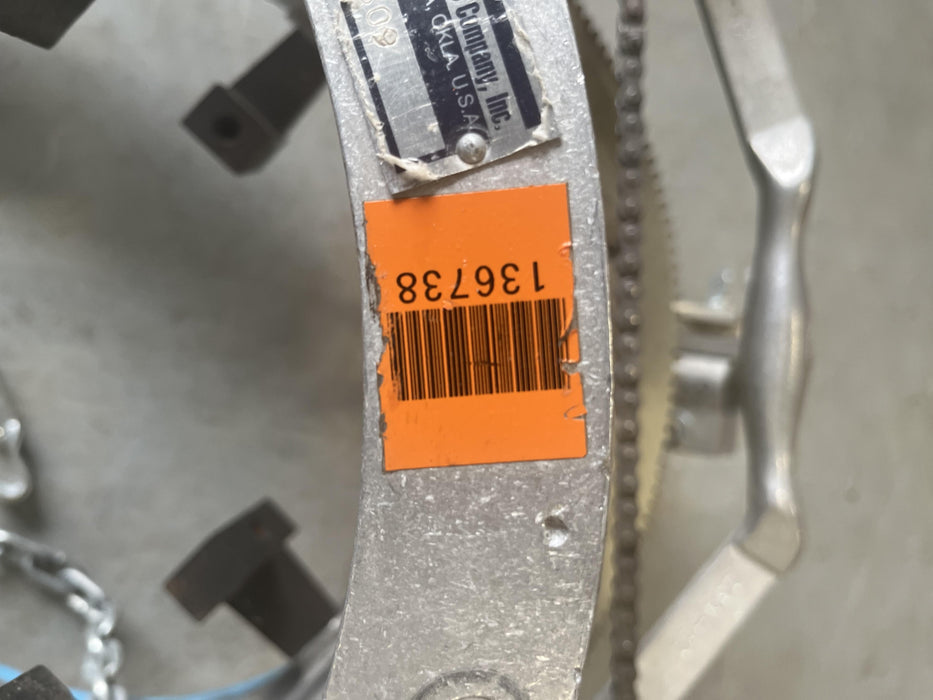 Company, Inc.
OKLA. U.S.A
136738